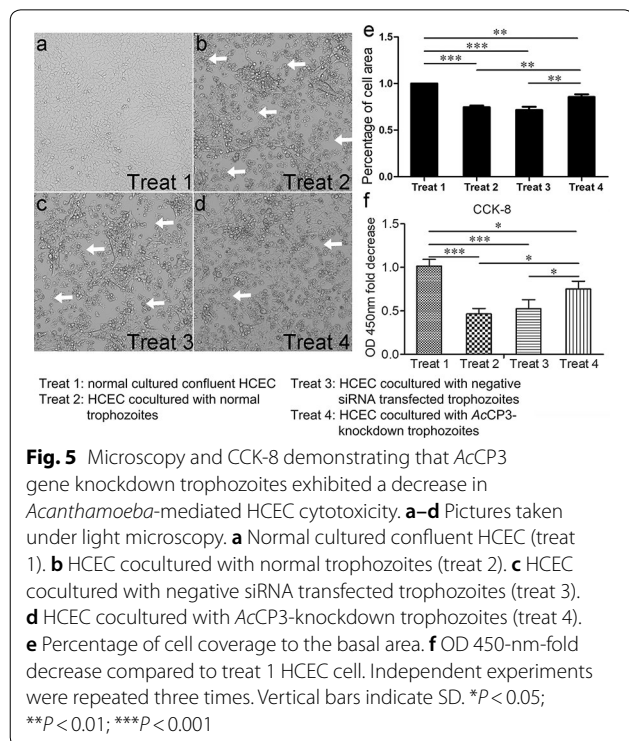 a
Treat 1
b
Treat 2
c
Treat 3
d
Treat 4
e
Percentage of cell area
1.5
1.0
0.5
0.0
**
***
***
**
**
Treat 1 Treat 2 Treat 3 Treat 4
f
CCK-8
OD 450nm fold decrease
1.5
1.0
0.5
0.0
*
***
***
*
*
Treat 1 Treat 2 Treat 3 Treat 4
Treat 1: normal cultured confluent HCEC
Treat 2: HCEC cocultured with normal
trophozoites
Treat 3: HCEC cocultured with negative
siRNA transfected trophozoites
Treat 4: HCEC cocultured with AcCP3-
knockdown trophozoites
Fig. 5 Microscopy and CCK-8 demonstrating that AcCP3
gene knockdown trophozoites exhibited a decrease in
Acanthamoeba-mediated HCEC cytotoxicity. a–d Pictures taken
under light microscopy. a Normal cultured confluent HCEC (treat
1). b HCEC cocultured with normal trophozoites (treat 2). c HCEC
cocultured with negative siRNA transfected trophozoites (treat 3).
d HCEC cocultured with AcCP3-knockdown trophozoites (treat 4).
e Percentage of cell coverage to the basal area. f OD 450-nm-fold
decrease compared to treat 1 HCEC cell. Independent experiments
were repeated three times. Vertical bars indicate SD. *P < 0.05;
**P < 0.01; ***P < 0.001